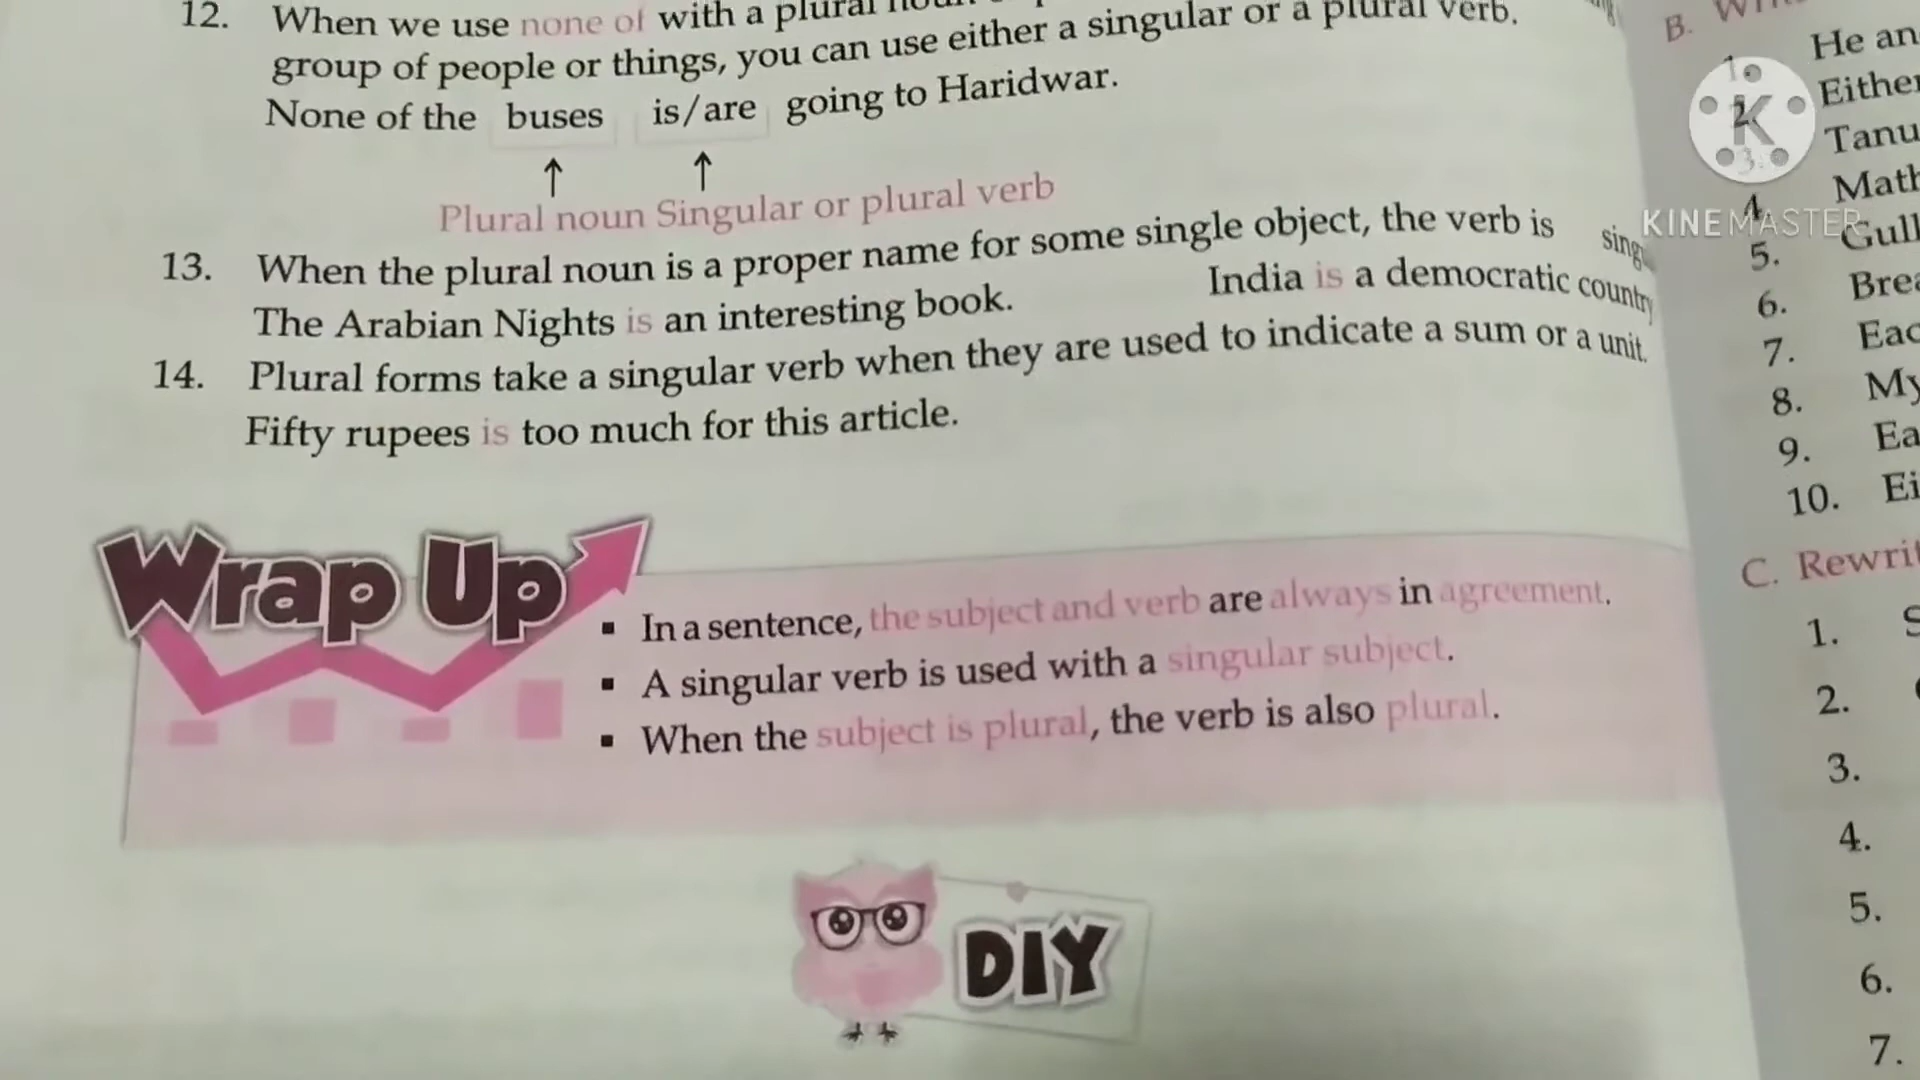 12. When we use none of with a plural
group of people or things, you can use either a singular or a plural verb.
None of the buses is/are going to Haridwar.
↑ ↑
Plural noun Singular or plural verb
13. When the plural noun is a proper name for some single object, the verb is
The Arabian Nights is an interesting book. India is a democratic country
14. Plural forms take a singular verb when they are used to indicate a sum or a unit.
Fifty rupees is too much for this article.
Wrap Up
▪ In a sentence, the subject and verb are always in agreement.
▪ A singular verb is used with a singular subject.
▪ When the subject is plural, the verb is also plural.
DIY
B.
1. He an
2. Either
3. Tanu
4. Math
5. Gull
6. Brea
7. Eac
8. My
9. Ea
10. Ei
C. Rewrit
1. S
2.
3.
4.
5.
6.
7.
K
KINEMASTER